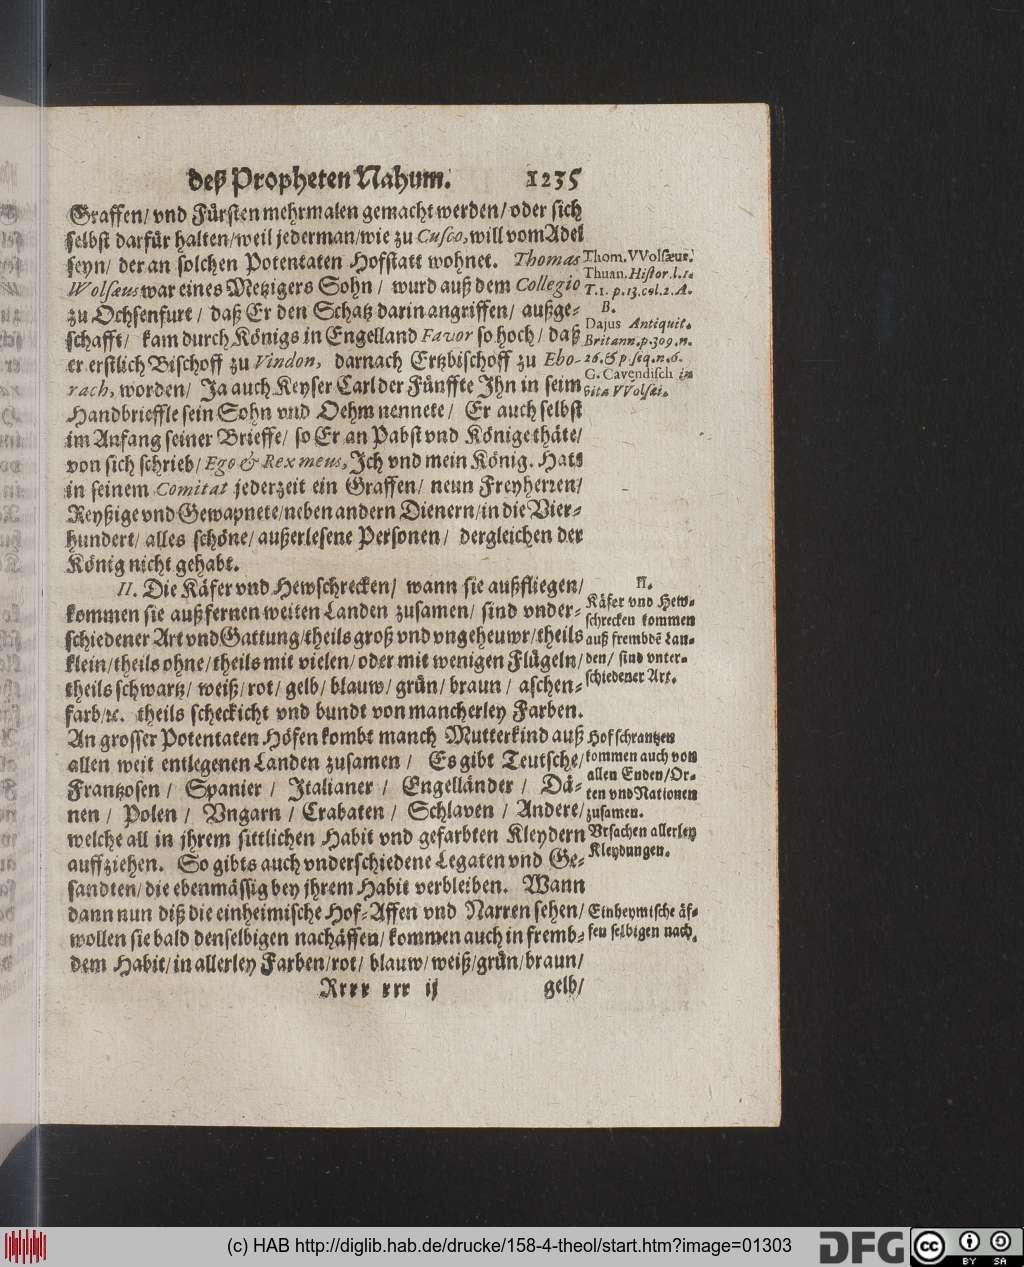 deß Propheten Nahum. 1235
Graffen/ vnd Fürsten mehrmalen gemacht werden/ oder sich
selbst darfür halten/ weil jederman/ wie zu Cusco, will vom Adel
seyn/ der an solchen Potentaten Hofstatt wohnet. Thomas
Wolsæus war eines Metzigers Sohn/ wurd auß dem Collegio
zu Ochsenfurt/ daß Er den Schatz darin angriffen/ außge-
schafft/ kam durch Königs in Engelland Favor so hoch/ daß
er erstlich Bischoff zu Vindon, darnach Ertzbischoff zu Ebo-
rach, worden/ Ja auch Keyser Carl der Fünffte Ihn in seim
Handbrieffle sein Sohn vnd Oehm nennete/ Er auch selbst
im Anfang seiner Brieffe/ so Er an Pabst vnd Könige thäte/
von sich schrieb/ Ego & Rex meus, Ich vnd mein König. Hatt
in seinem Comitat jederzeit ein Graffen/ neun Freyherren/
Reyßige vnd Gewapnete/ neben andern Dienern/ in die Vier-
hundert/ alles schöne/ außerlesene Personen/ dergleichen der
König nicht gehabt.
II. Die Käfer vnd Hewschrecken/ wann sie außfliegen/
kommen sie auß fernen weiten Landen zusamen/ sind vnder-
schiedener Art vnd Gattung/ theils groß vnd vngeheuwr/ theils
klein/ theils ohne/ theils mit vielen/ oder mit wenigen Flügeln/
theils schwartz/ weiß/ rot/ gelb/ blauw/ grün/ braun/ aschen-
farb/ ꝛc. theils scheckicht vnd bundt von mancherley Farben.
An grosser Potentaten Höfen kombt manch Mutterkind auß
allen weit entlegenen Landen zusamen/ Es gibt Teutsche/
Frantzosen/ Spanier/ Italianer/ Engelländer/ Dä-
nen/ Polen/ Vngarn/ Crabaten/ Schlaven/ Andere/
welche all in jhrem sittlichen Habit vnd gefarbten Kleydern
auffziehen. So gibts auch vnderschiedene Legaten vnd Ge-
sandten/ die ebenmässig bey jhrem Habit verbleiben. Wann
dann nun diß die einheimische Hof-Affen vnd Narren sehen/
wollen sie bald denselbigen nachäffen/ kommen auch in fremb-
dem Habit/ in allerley Farben/ rot/ blauw/ weiß/ grün/ braun/
Rrrr rrr ij gelb/
Thom. VVolsæus.
Thuan. Histor. l. 1.
T. 1. p. 13. col. 2. A.
B.
Dajus Antiquit.
Britann. p. 309. n.
26. & p. seq. n. 6.
G. Cavendisch in
vita VVolsæi.
II.
Käfer vnd Hew-
schrecken kommen
auß frembdẽ Lan-
den/ sind vnter-
schiedener Art.
Hofschrantzen
kommen auch von
allen Enden/ Or-
ten vnd Nationen
zusamen.
Vrsachen allerley
Kleydungen.
Einheymische äf-
fen selbigen nach.
(c) HAB http://diglib.hab.de/drucke/158-4-theol/start.htm?image=01303
DFG
cc
BY SA